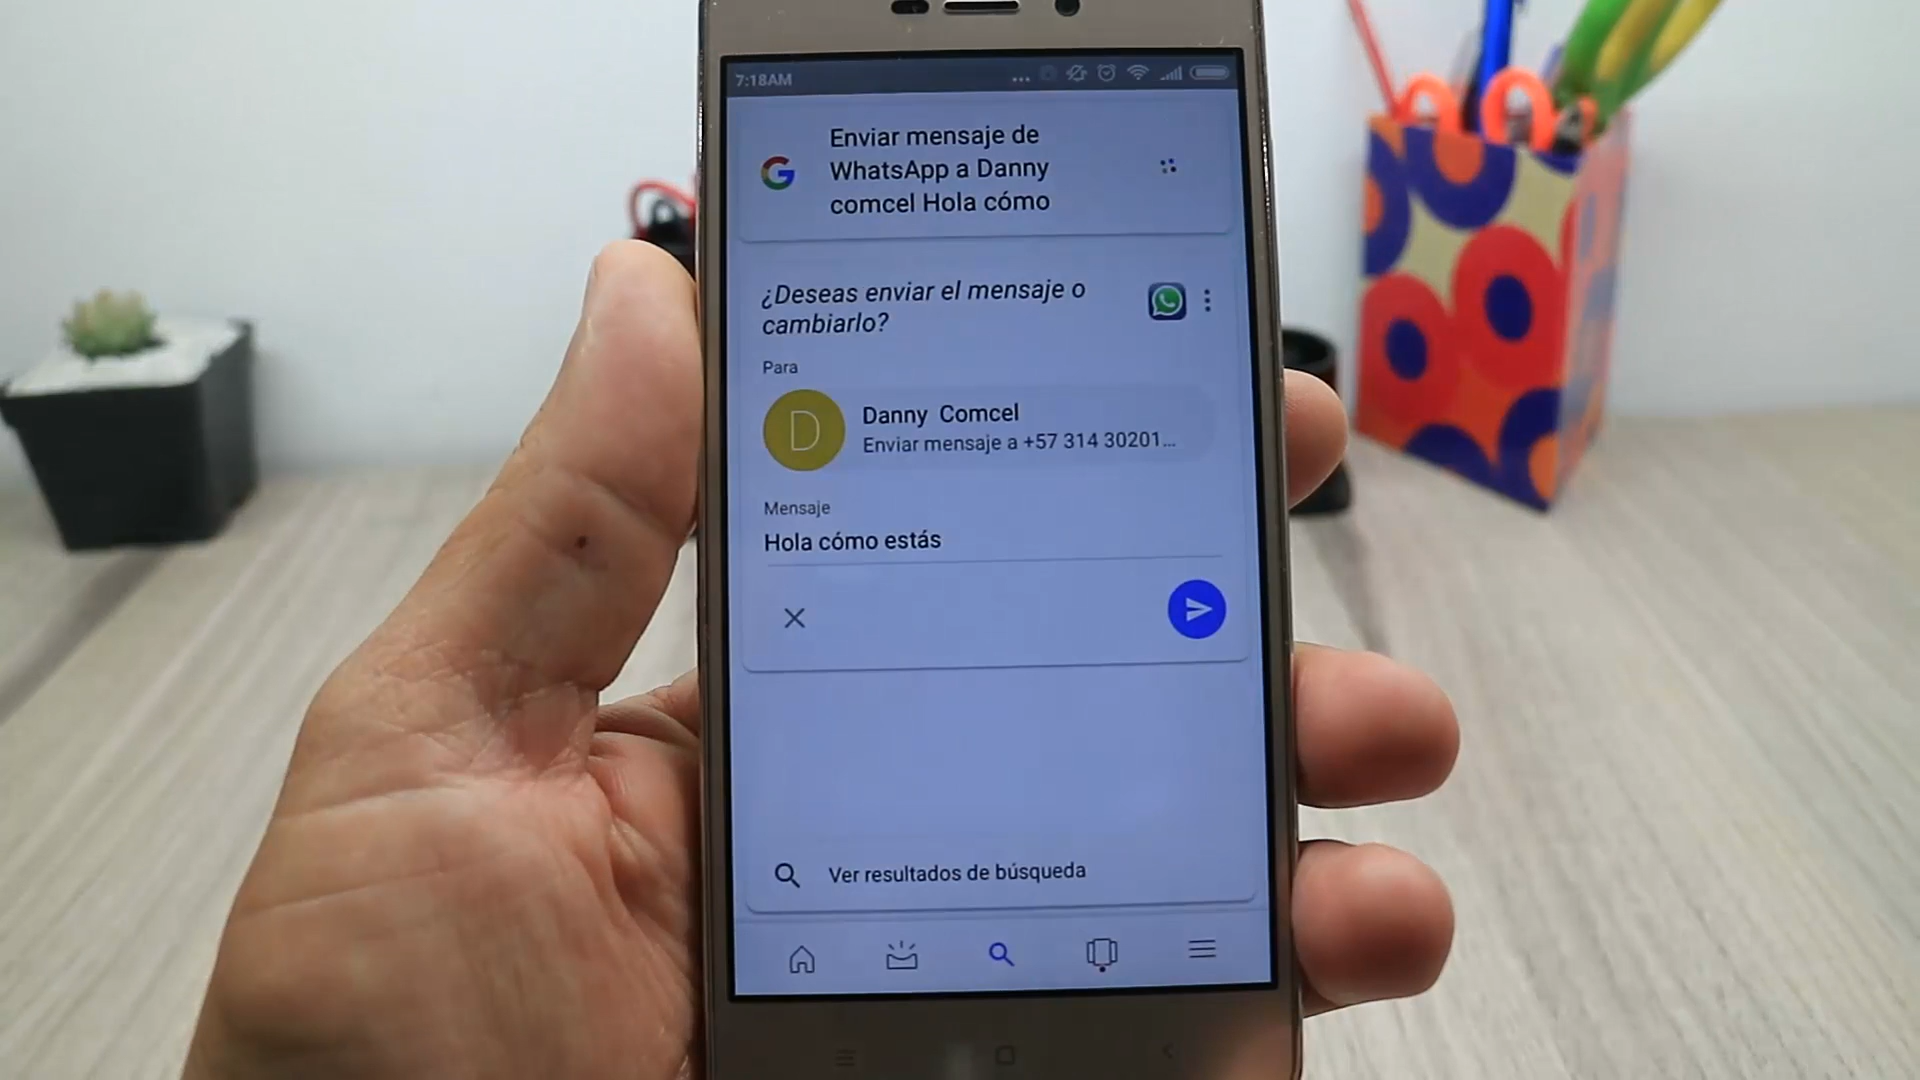 7:18AM
Enviar mensaje de
WhatsApp a Danny
comcel Hola cómo
¿Deseas enviar el mensaje o
cambiarlo?
Para
D
Danny Comcel
Enviar mensaje a +57 314 30201...
Mensaje
Hola cómo estás
Ver resultados de búsqueda